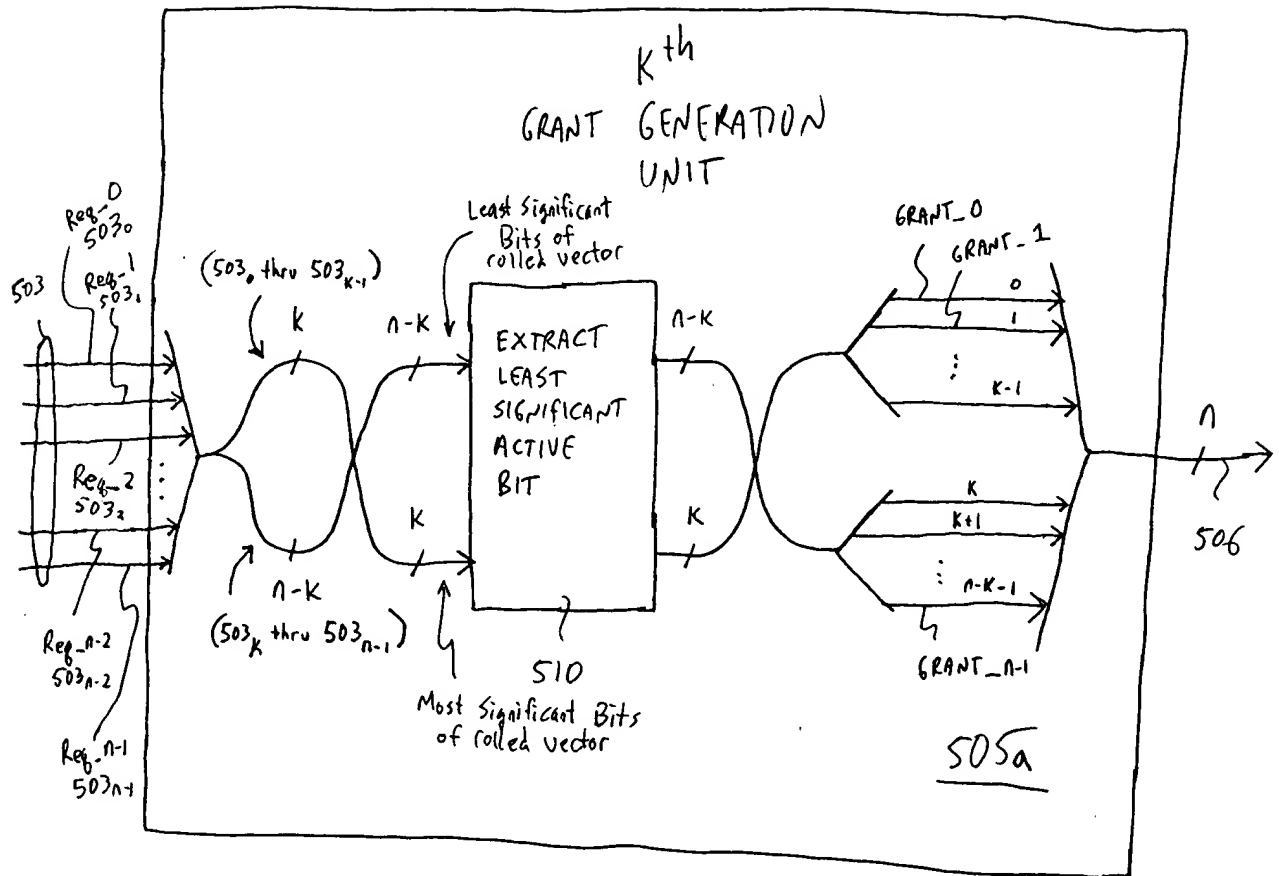 Kth
GRANT GENERATION
UNIT
Req_0
503₀
503
Req_1
503₁
Req_2
503₂
Req_n-2
503n-2
Req_n-1
503n-1
(503₀ thru 503K-1)
K
n-K
(503K thru 503n-1)
Least Significant
Bits of
rolled vector
n-K
K
Most Significant Bits
of rolled vector
EXTRACT
LEAST
SIGNIFICANT
ACTIVE
BIT
510
n-K
K
GRANT_0
GRANT_1
0
1
⋮
K-1
K
K+1
⋮
n-K-1
GRANT_n-1
n
506
505a